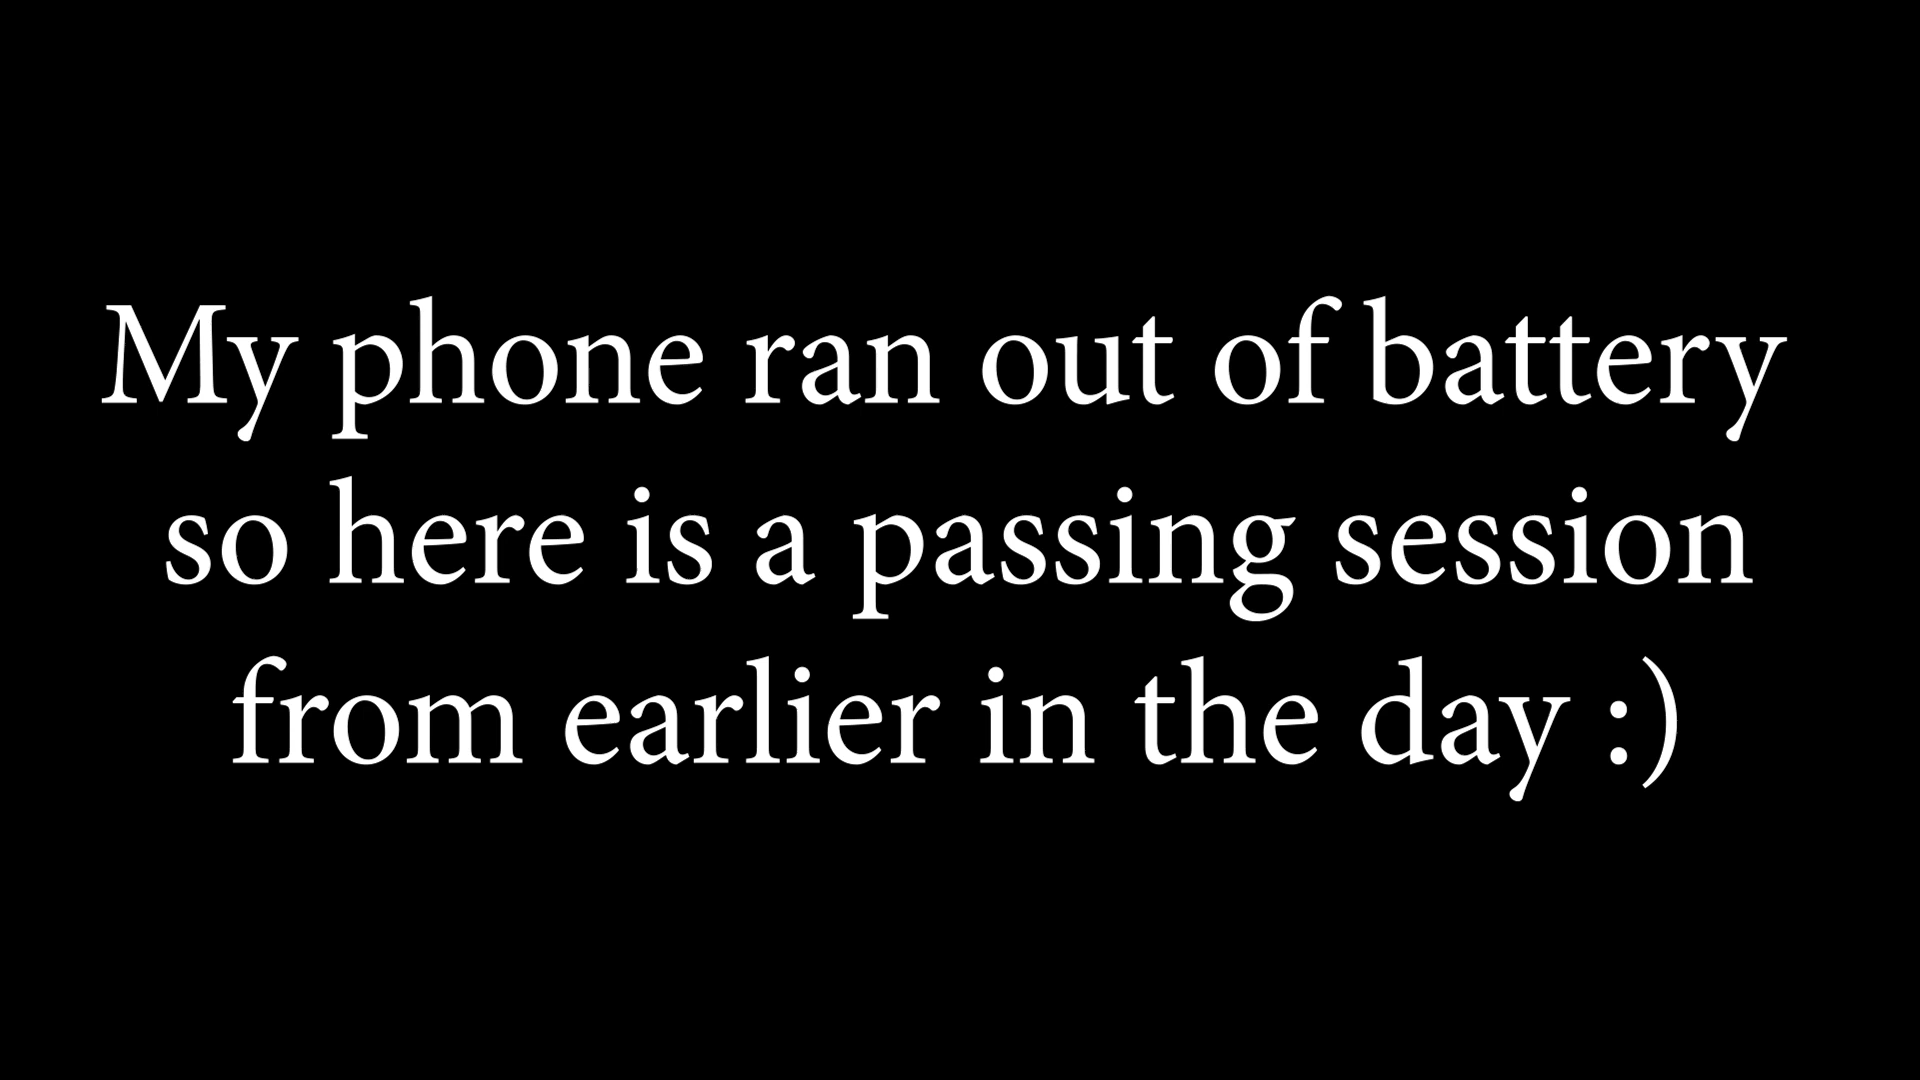 My phone ran out of battery
so here is a passing session
from earlier in the day :)